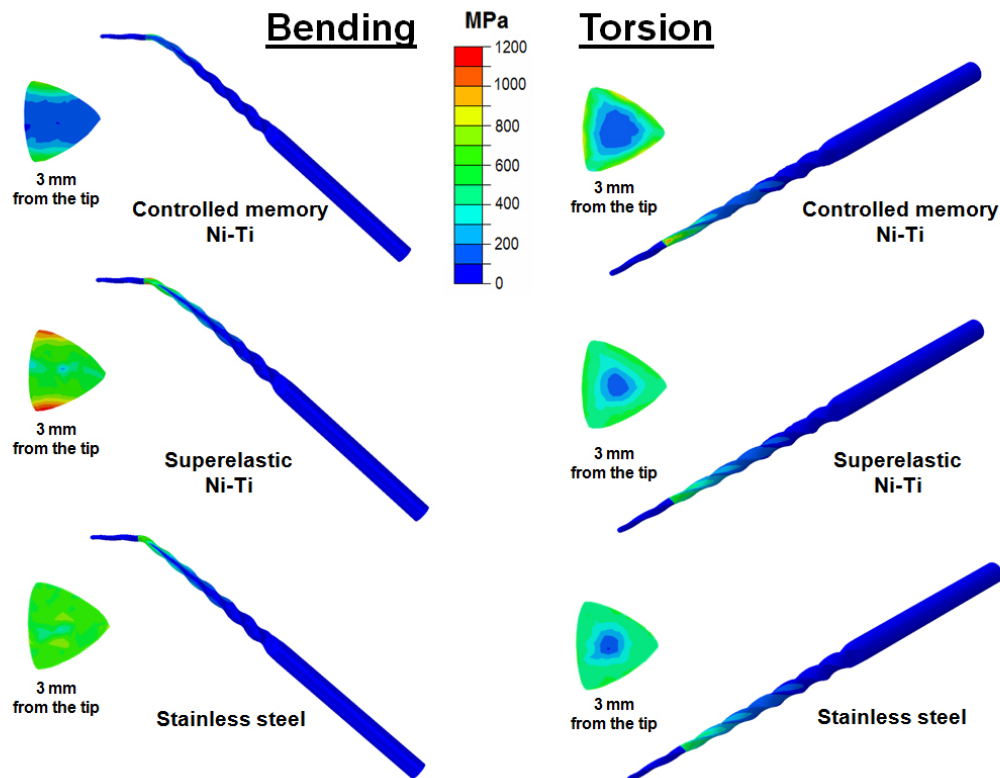 Bending
MPa
Torsion
1200
1000
800
600
400
200
0
3 mm
from the tip
Controlled memory
Ni-Ti
3 mm
from the tip
Controlled memory
Ni-Ti
3 mm
from the tip
Superelastic
Ni-Ti
3 mm
from the tip
Superelastic
Ni-Ti
3 mm
from the tip
Stainless steel
3 mm
from the tip
Stainless steel